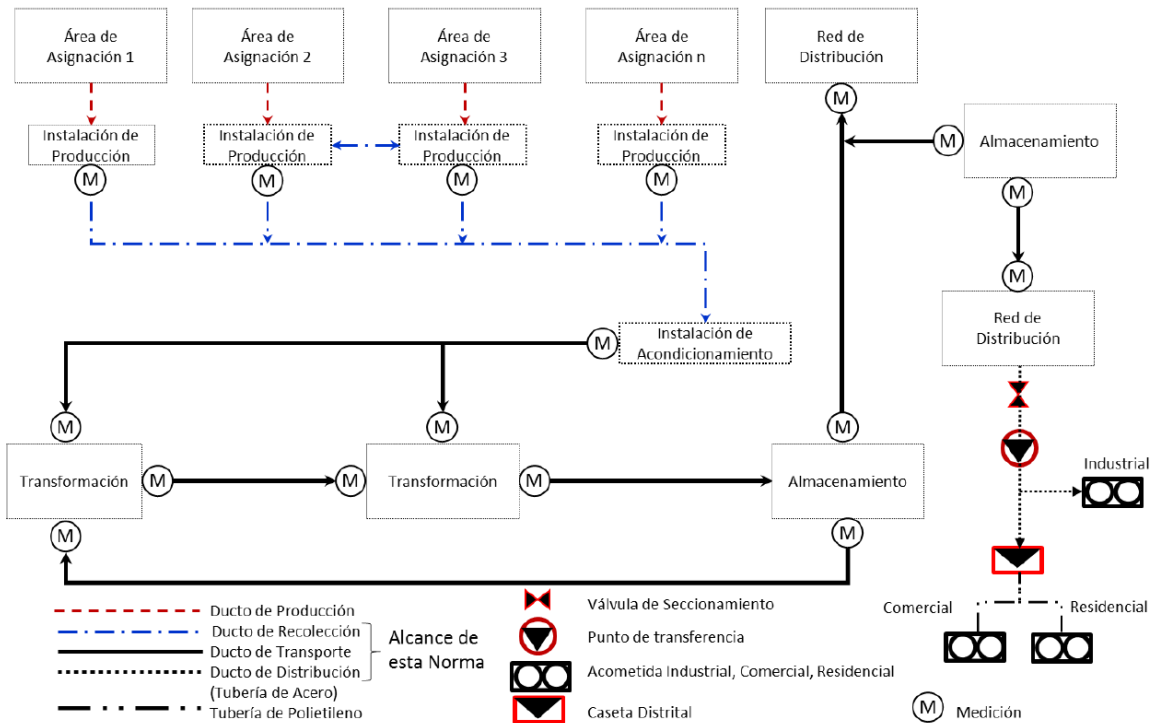 Área de
Asignación 1
Área de
Asignación 2
Área de
Asignación 3
Área de
Asignación n
Red de
Distribución
M
Instalación de
Producción
Instalación de
Producción
Instalación de
Producción
Instalación de
Producción
M
Almacenamiento
M
M
M
M
M
M
Red de
Distribución
M
Instalación de
Acondicionamiento
M
M
M
Transformación
M
M
Transformación
M
M
Almacenamiento
Industrial
M
M
Ducto de Producción
Ducto de Recolección
Ducto de Transporte
Ducto de Distribución
(Tubería de Acero)
Tubería de Polietileno
Alcance de
esta Norma
Válvula de Seccionamiento
Punto de transferencia
Acometida Industrial, Comercial, Residencial
Caseta Distrital
Comercial
Residencial
M
Medición